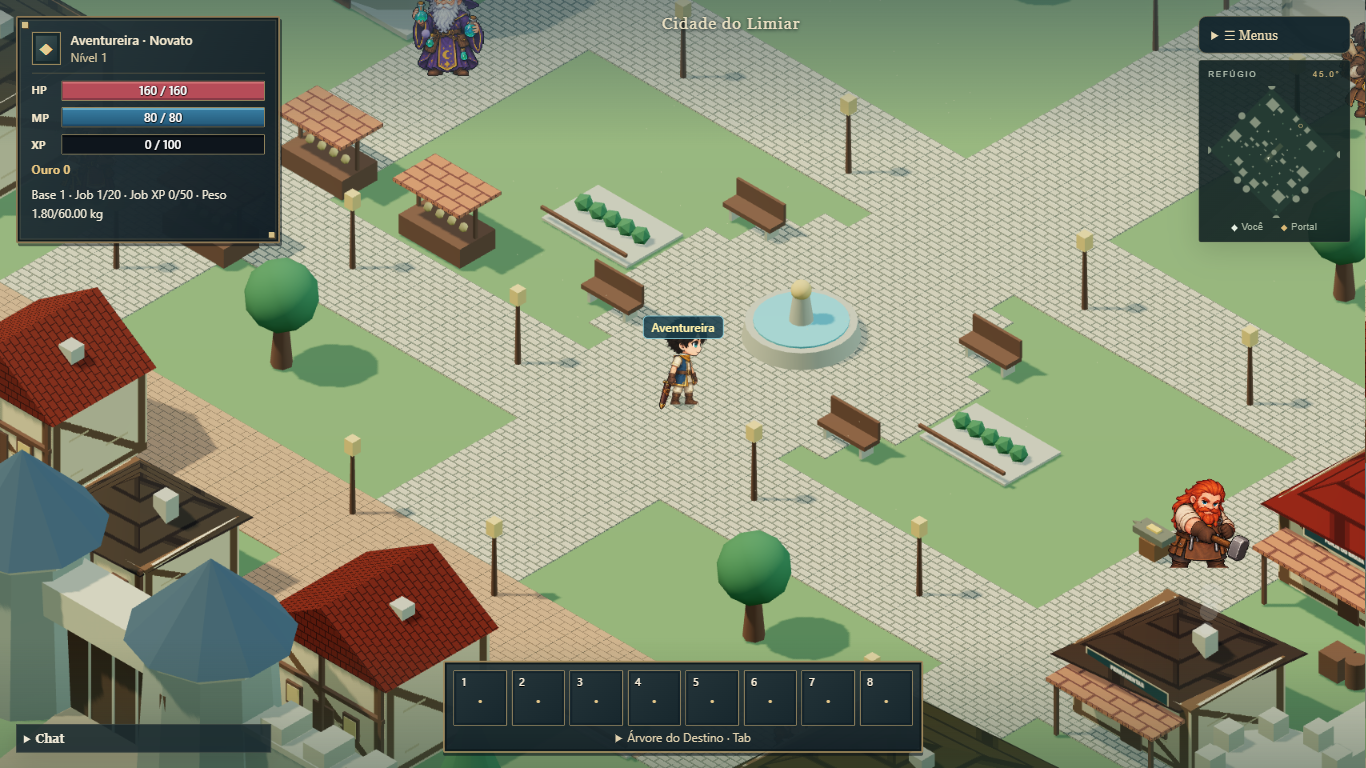 Cidade do Limiar
Aventureira · Novato
Nível 1
HP 160 / 160
MP 80 / 80
XP 0 / 100
Ouro 0
Base 1 · Job 1/20 · Job XP 0/50 · Peso
1.80/60.00 kg
▶ ☰ Menus
REFÚGIO 45.0°
◆ Você ◆ Portal
Aventureira
1 2 3 4 5 6 7 8
▶ Árvore do Destino · Tab
▶ Chat